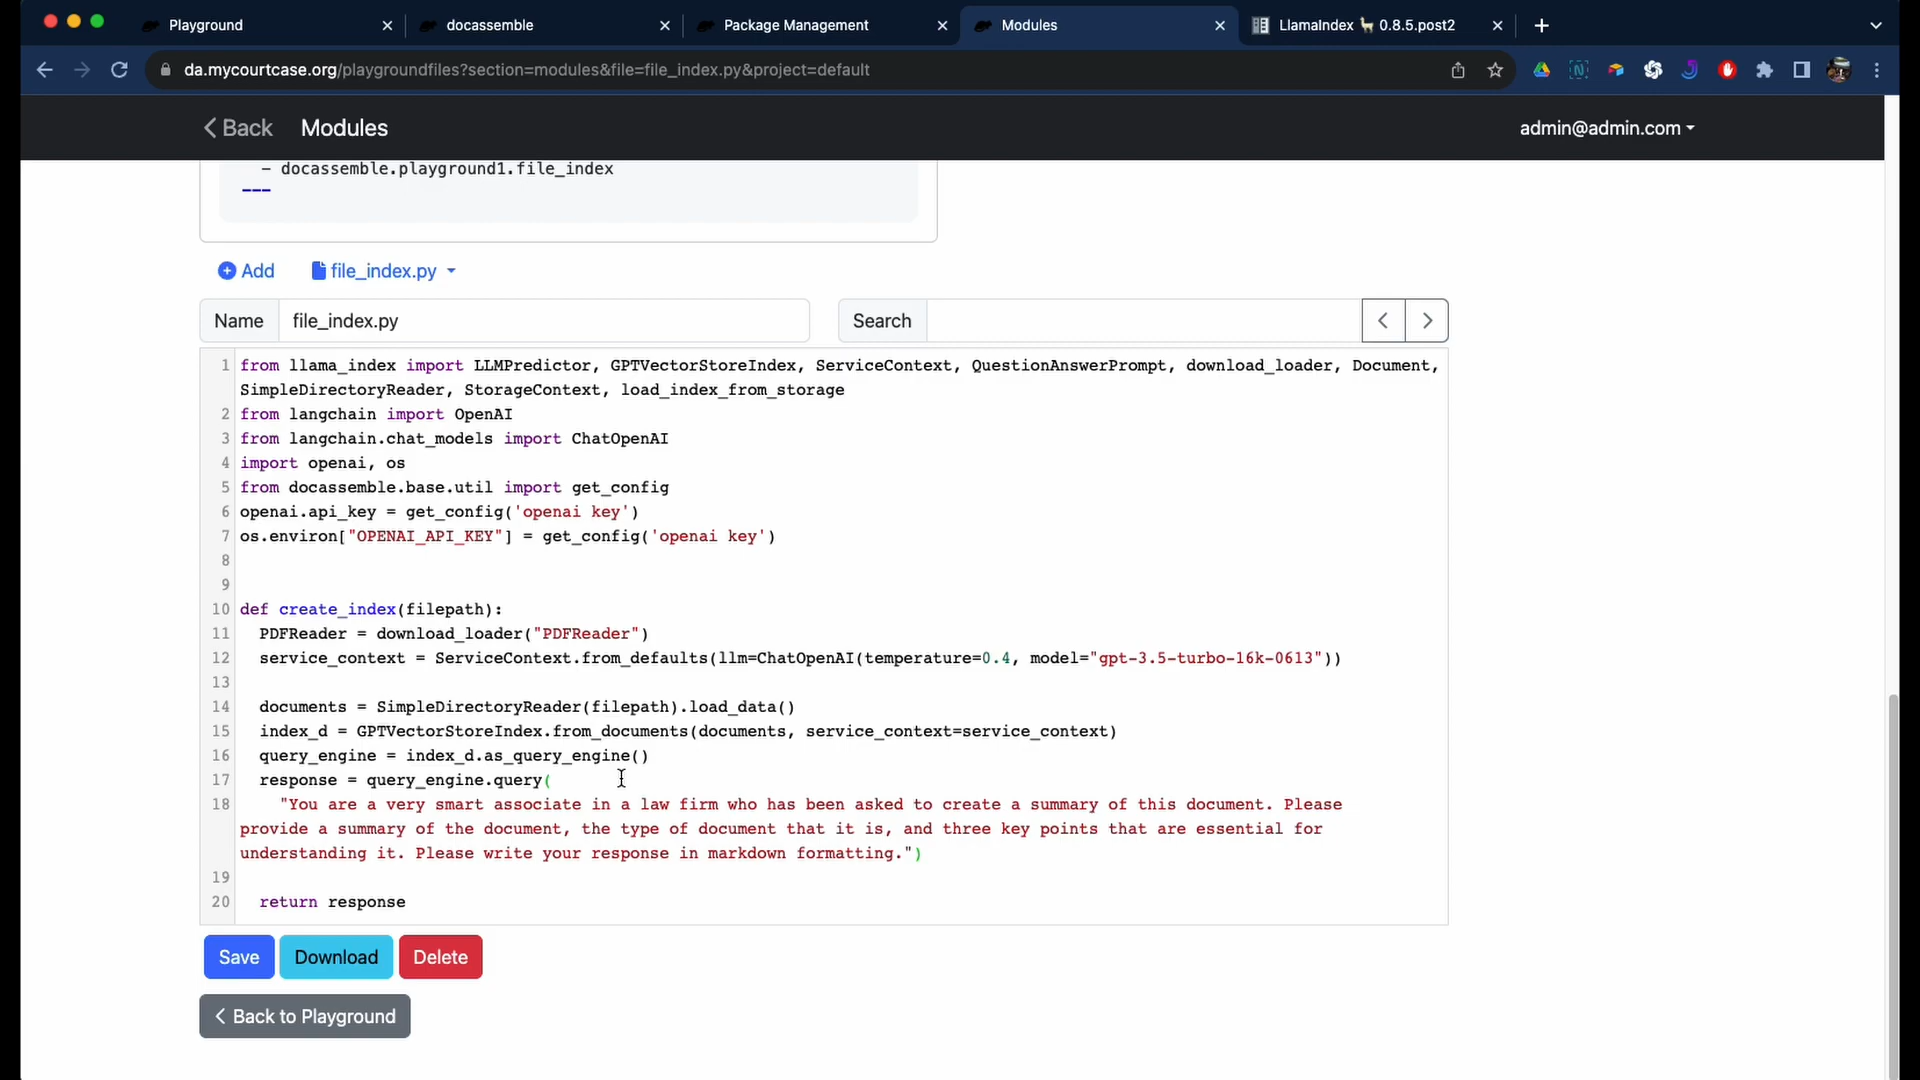 Playground
docassemble
Package Management
Modules
LlamaIndex 🦙 0.8.5.post2
da.mycourtcase.org/playgroundfiles?section=modules&file=file_index.py&project=default
Back
Modules
admin@admin.com
- docassemble.playground1.file_index
---
Add
file_index.py
Name
file_index.py
Search
1 from llama_index import LLMPredictor, GPTVectorStoreIndex, ServiceContext, QuestionAnswerPrompt, download_loader, Document,
SimpleDirectoryReader, StorageContext, load_index_from_storage
2 from langchain import OpenAI
3 from langchain.chat_models import ChatOpenAI
4 import openai, os
5 from docassemble.base.util import get_config
6 openai.api_key = get_config('openai key')
7 os.environ["OPENAI_API_KEY"] = get_config('openai key')
8
9
10 def create_index(filepath):
11 PDFReader = download_loader("PDFReader")
12 service_context = ServiceContext.from_defaults(llm=ChatOpenAI(temperature=0.4, model="gpt-3.5-turbo-16k-0613"))
13
14 documents = SimpleDirectoryReader(filepath).load_data()
15 index_d = GPTVectorStoreIndex.from_documents(documents, service_context=service_context)
16 query_engine = index_d.as_query_engine()
17 response = query_engine.query(
18 "You are a very smart associate in a law firm who has been asked to create a summary of this document. Please
provide a summary of the document, the type of document that it is, and three key points that are essential for
understanding it. Please write your response in markdown formatting.")
19
20 return response
Save
Download
Delete
Back to Playground